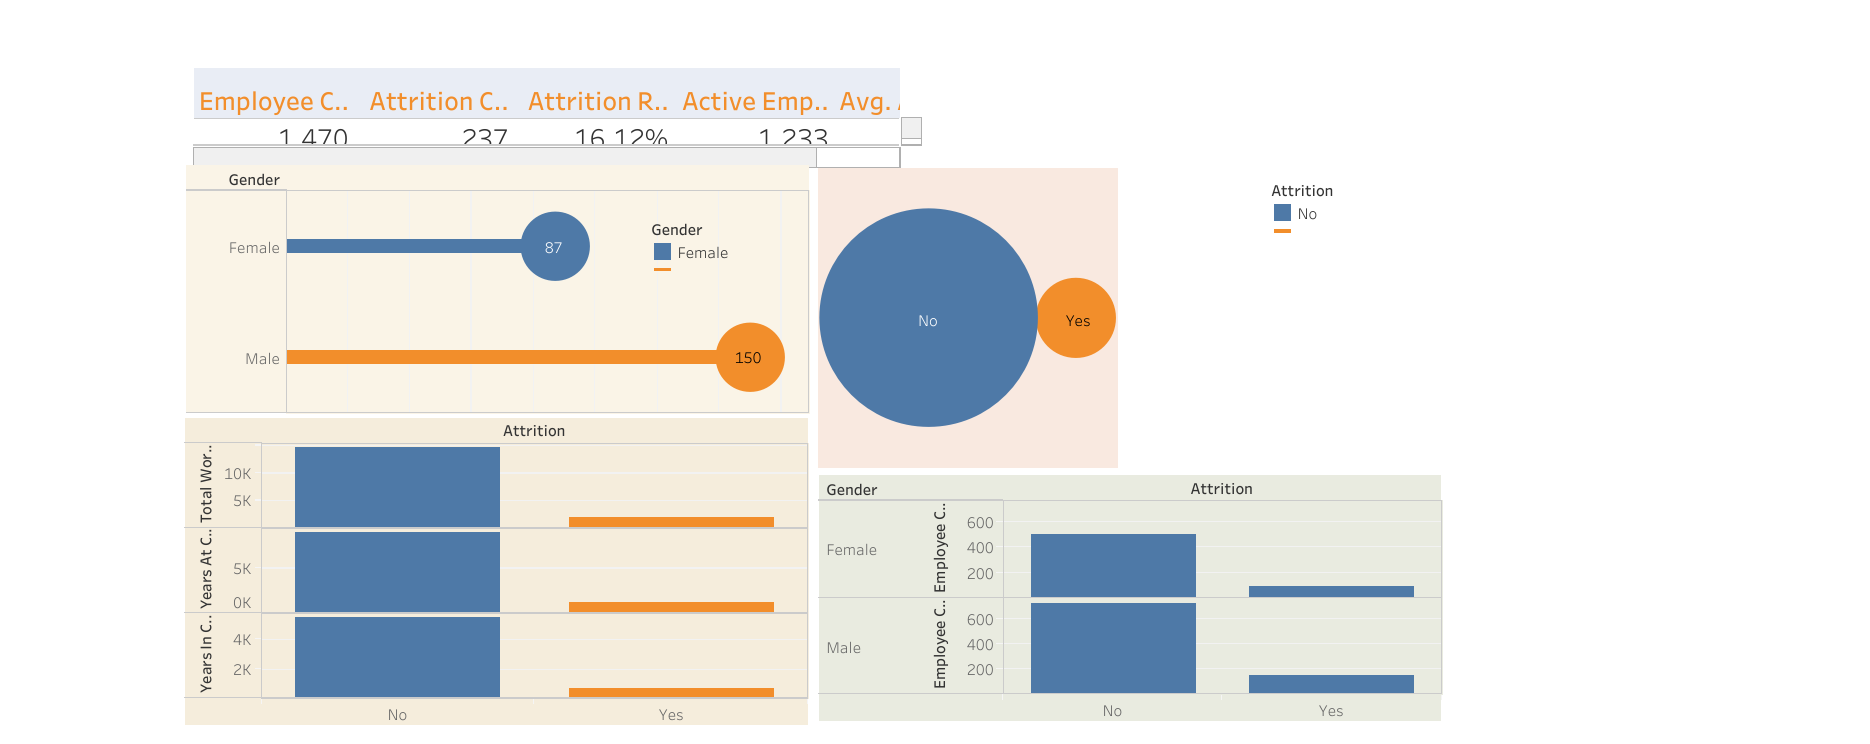 Employee C.. Attrition C.. Attrition R.. Active Emp.. Avg.
1,470 237 16.12% 1,233
Gender
Female
87
Male
150
Gender
Female
No
Yes
Attrition
No
Attrition
Total Wor..
10K
5K
Years At C..
5K
0K
Years In C..
4K
2K
No Yes
Gender Attrition
Female
Employee C..
600
400
200
Male
Employee C..
600
400
200
No Yes